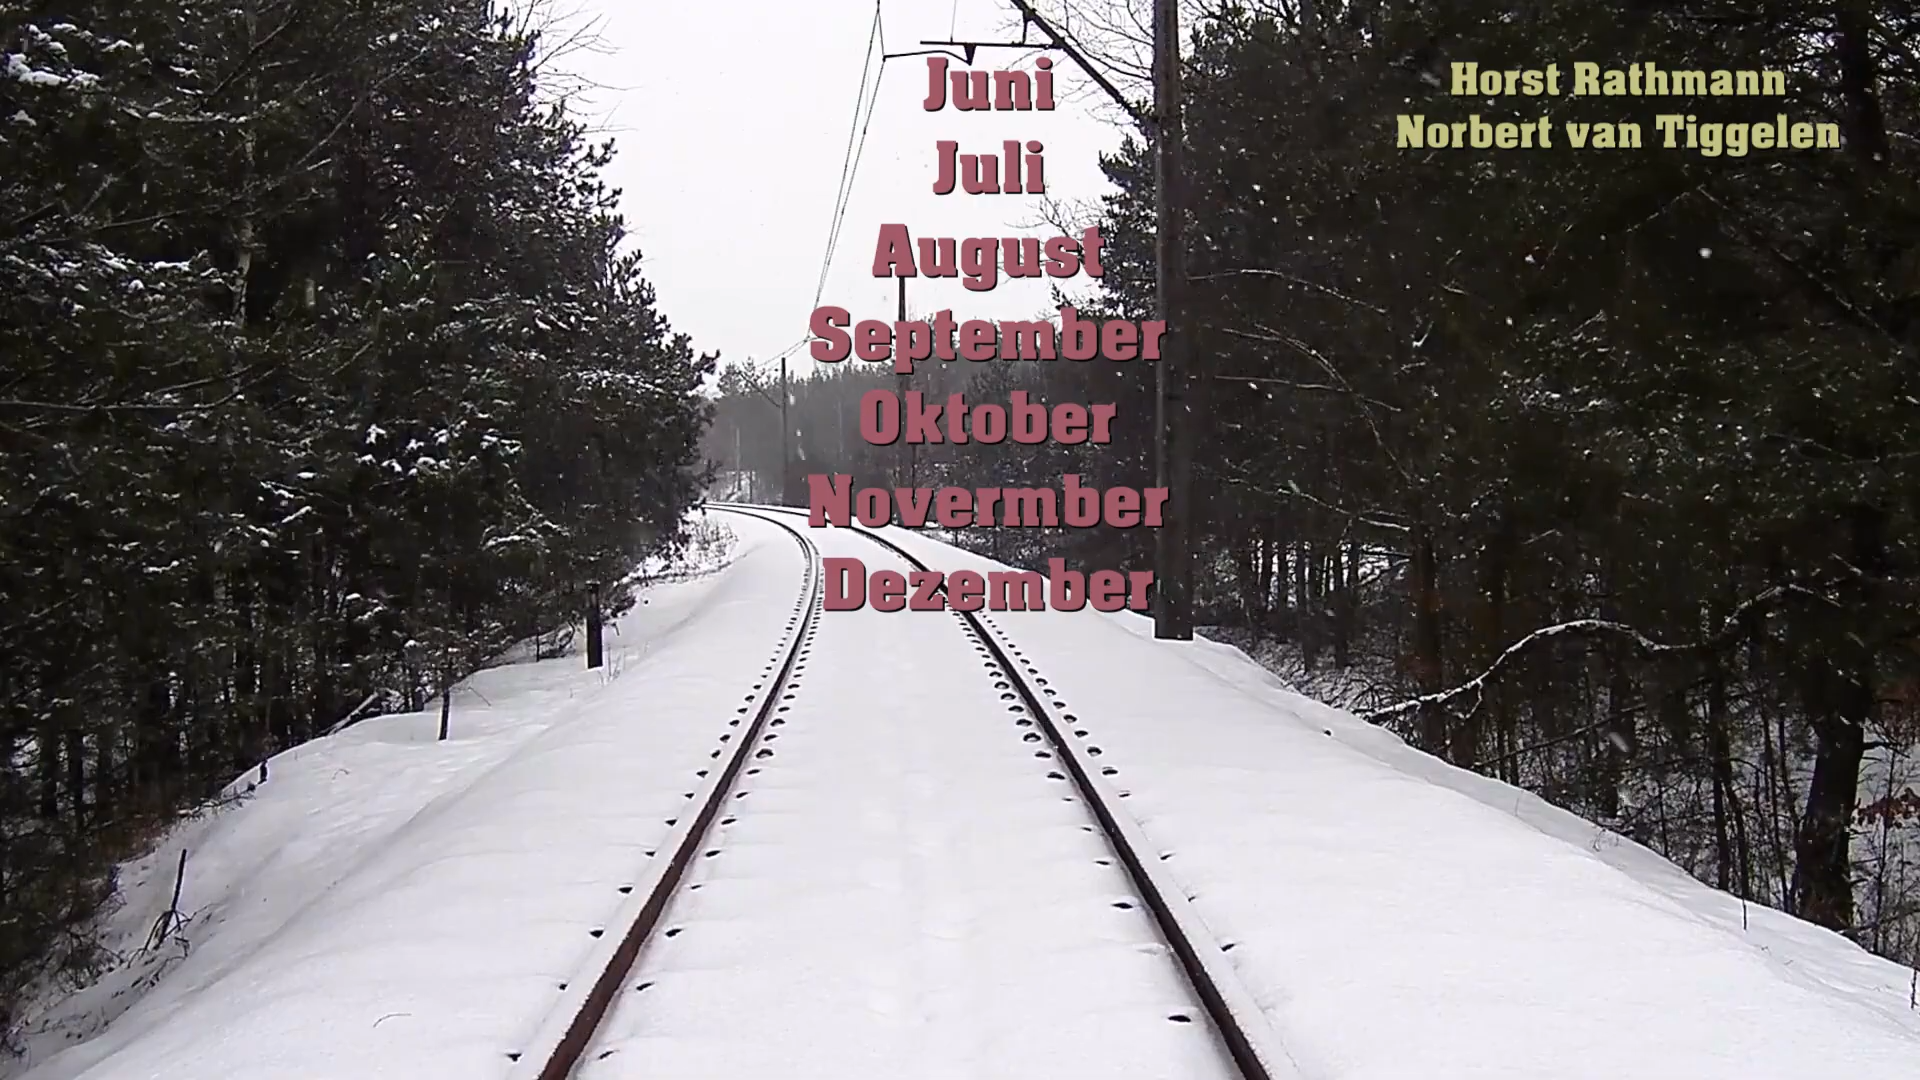 Juni
Juli
August
September
Oktober
Novermber
Dezember
Horst Rathmann
Norbert van Tiggelen